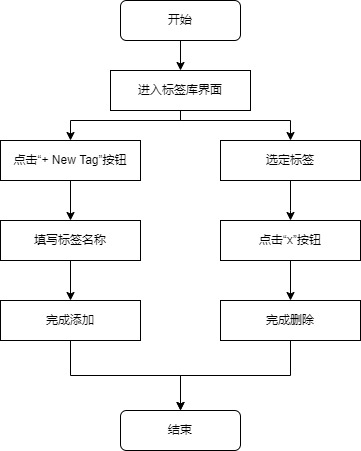 开始
进入标签库界面
点击“+ New Tag”按钮
选定标签
填写标签名称
点击“x”按钮
完成添加
完成删除
结束